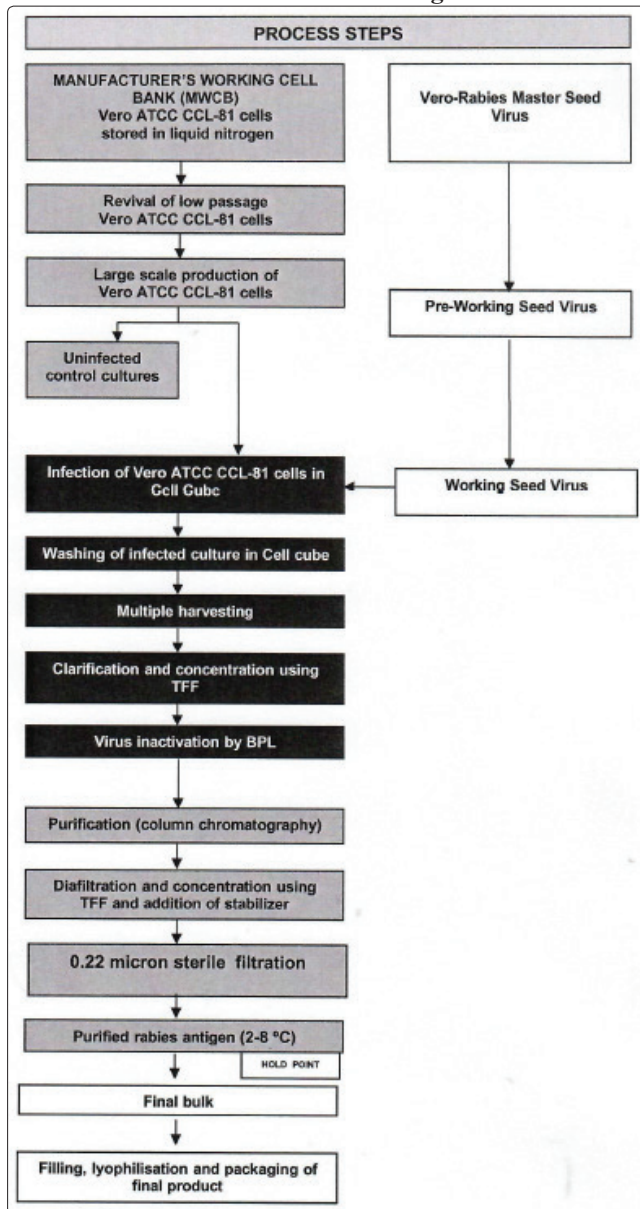 PROCESS STEPS
MANUFACTURER'S WORKING CELL
BANK (MWCB)
Vero ATCC CCL-81 cells
stored in liquid nitrogen
Vero-Rabies Master Seed
Virus
Revival of low passage
Vero ATCC CCL-81 cells
Large scale production of
Vero ATCC CCL-81 cells
Pre-Working Seed Virus
Uninfected
control cultures
Infection of Vero ATCC CCL-81 cells in
Cell Cube
Working Seed Virus
Washing of infected culture in Cell cube
Multiple harvesting
Clarification and concentration using
TFF
Virus inactivation by BPL
Purification (column chromatography)
Diafiltration and concentration using
TFF and addition of stabilizer
0.22 micron sterile filtration
Purified rabies antigen (2-8 ºC)
HOLD POINT
Final bulk
Filling, lyophilisation and packaging of
final product